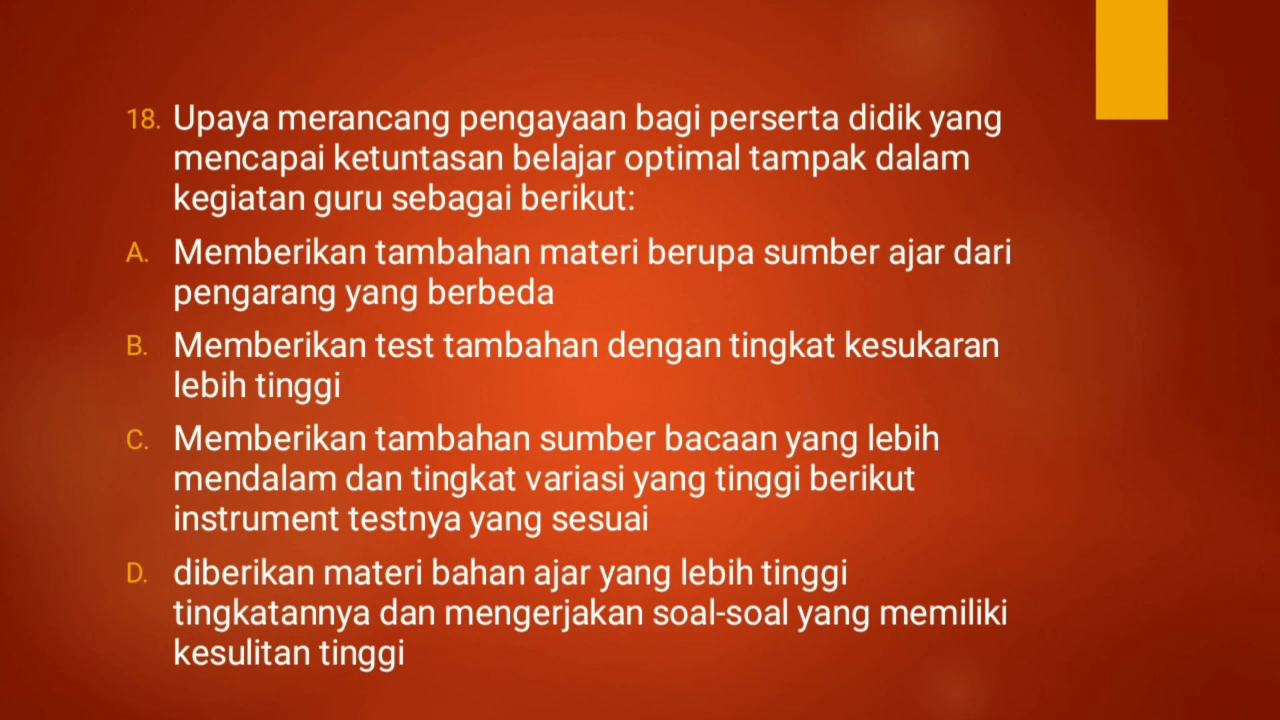 18. Upaya merancang pengayaan bagi perserta didik yang
mencapai ketuntasan belajar optimal tampak dalam
kegiatan guru sebagai berikut:
A. Memberikan tambahan materi berupa sumber ajar dari
pengarang yang berbeda
B. Memberikan test tambahan dengan tingkat kesukaran
lebih tinggi
C. Memberikan tambahan sumber bacaan yang lebih
mendalam dan tingkat variasi yang tinggi berikut
instrument testnya yang sesuai
D. diberikan materi bahan ajar yang lebih tinggi
tingkatannya dan mengerjakan soal-soal yang memiliki
kesulitan tinggi